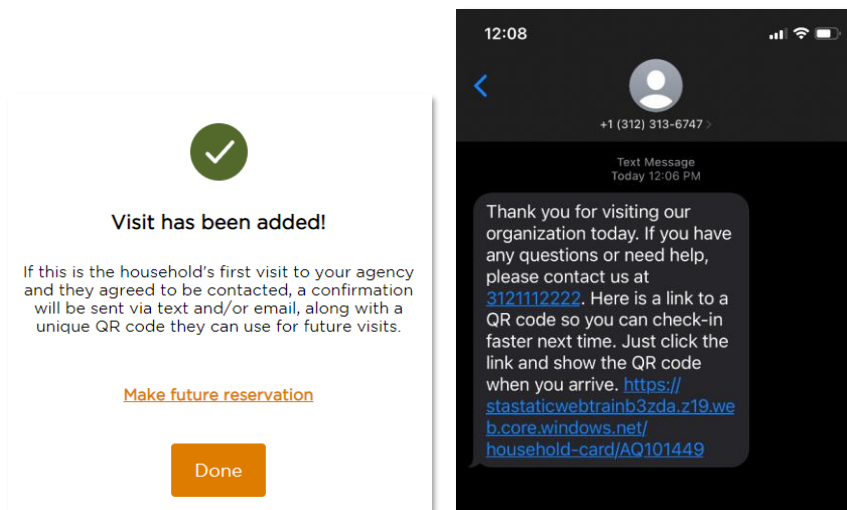 Visit has been added!
If this is the household's first visit to your agency
and they agreed to be contacted, a confirmation
will be sent via text and/or email, along with a
unique QR code they can use for future visits.
Make future reservation
Done
12:08
+1 (312) 313-6747
Text Message
Today 12:06 PM
Thank you for visiting our
organization today. If you have
any questions or need help,
please contact us at
3121112222. Here is a link to a
QR code so you can check-in
faster next time. Just click the
link and show the QR code
when you arrive. https://
stastaticwebtrainb3zda.z19.we
b.core.windows.net/
household-card/AQ101449